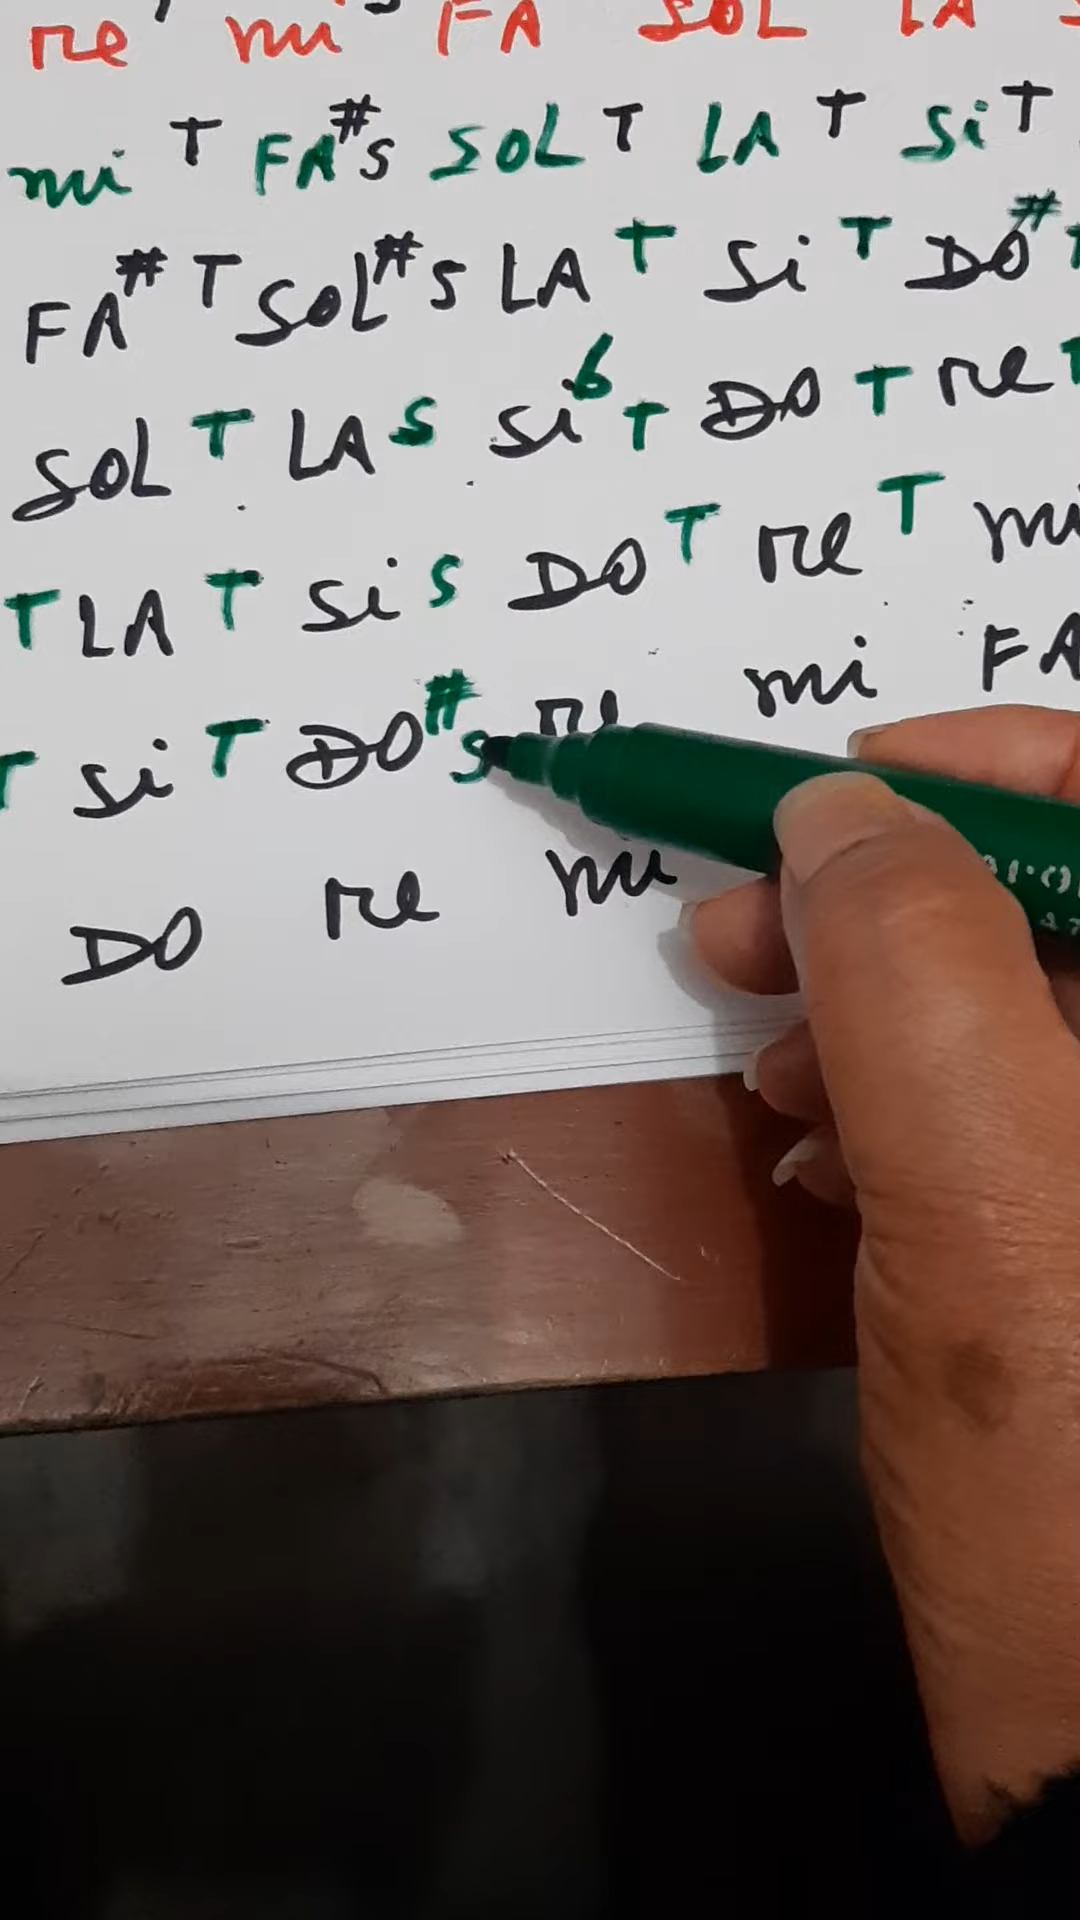 re mi FA SOL LA
mi T FA# S SOL T LA T Si T
FA# T SOL# S LA T Si T DO# T
SOL T LA S Si b T DO T re T
T LA T Si S DO T re T mi
T Si T DO# S re mi FA
DO re mi